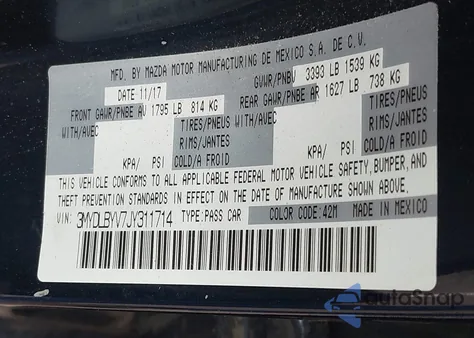 MFD. BY MAZDA MOTOR MANUFACTURING DE MEXICO S.A. DE C.V.
DATE 11/17 GVWR/PNBV 3393 LB 1539 KG
FRONT GAWR/PNBE AV 1795 LB 814 KG REAR GAWR/PNBE AR 1627 LB 738 KG
WITH/AVEC TIRES/PNEUS WITH/AVEC TIRES/PNEUS
RIMS/JANTES RIMS/JANTES
KPA/ PSI COLD/A FROID KPA/ PSI COLD/A FROID
THIS VEHICLE CONFORMS TO ALL APPLICABLE FEDERAL MOTOR VEHICLE SAFETY, BUMPER, AND
THEFT PREVENTION STANDARDS IN EFFECT ON THE DATE OF MANUFACTURE SHOWN ABOVE.
VIN: 3MYDLBYV7JY311714 TYPE:PASS CAR COLOR CODE:42M MADE IN MEXICO
autoSnap